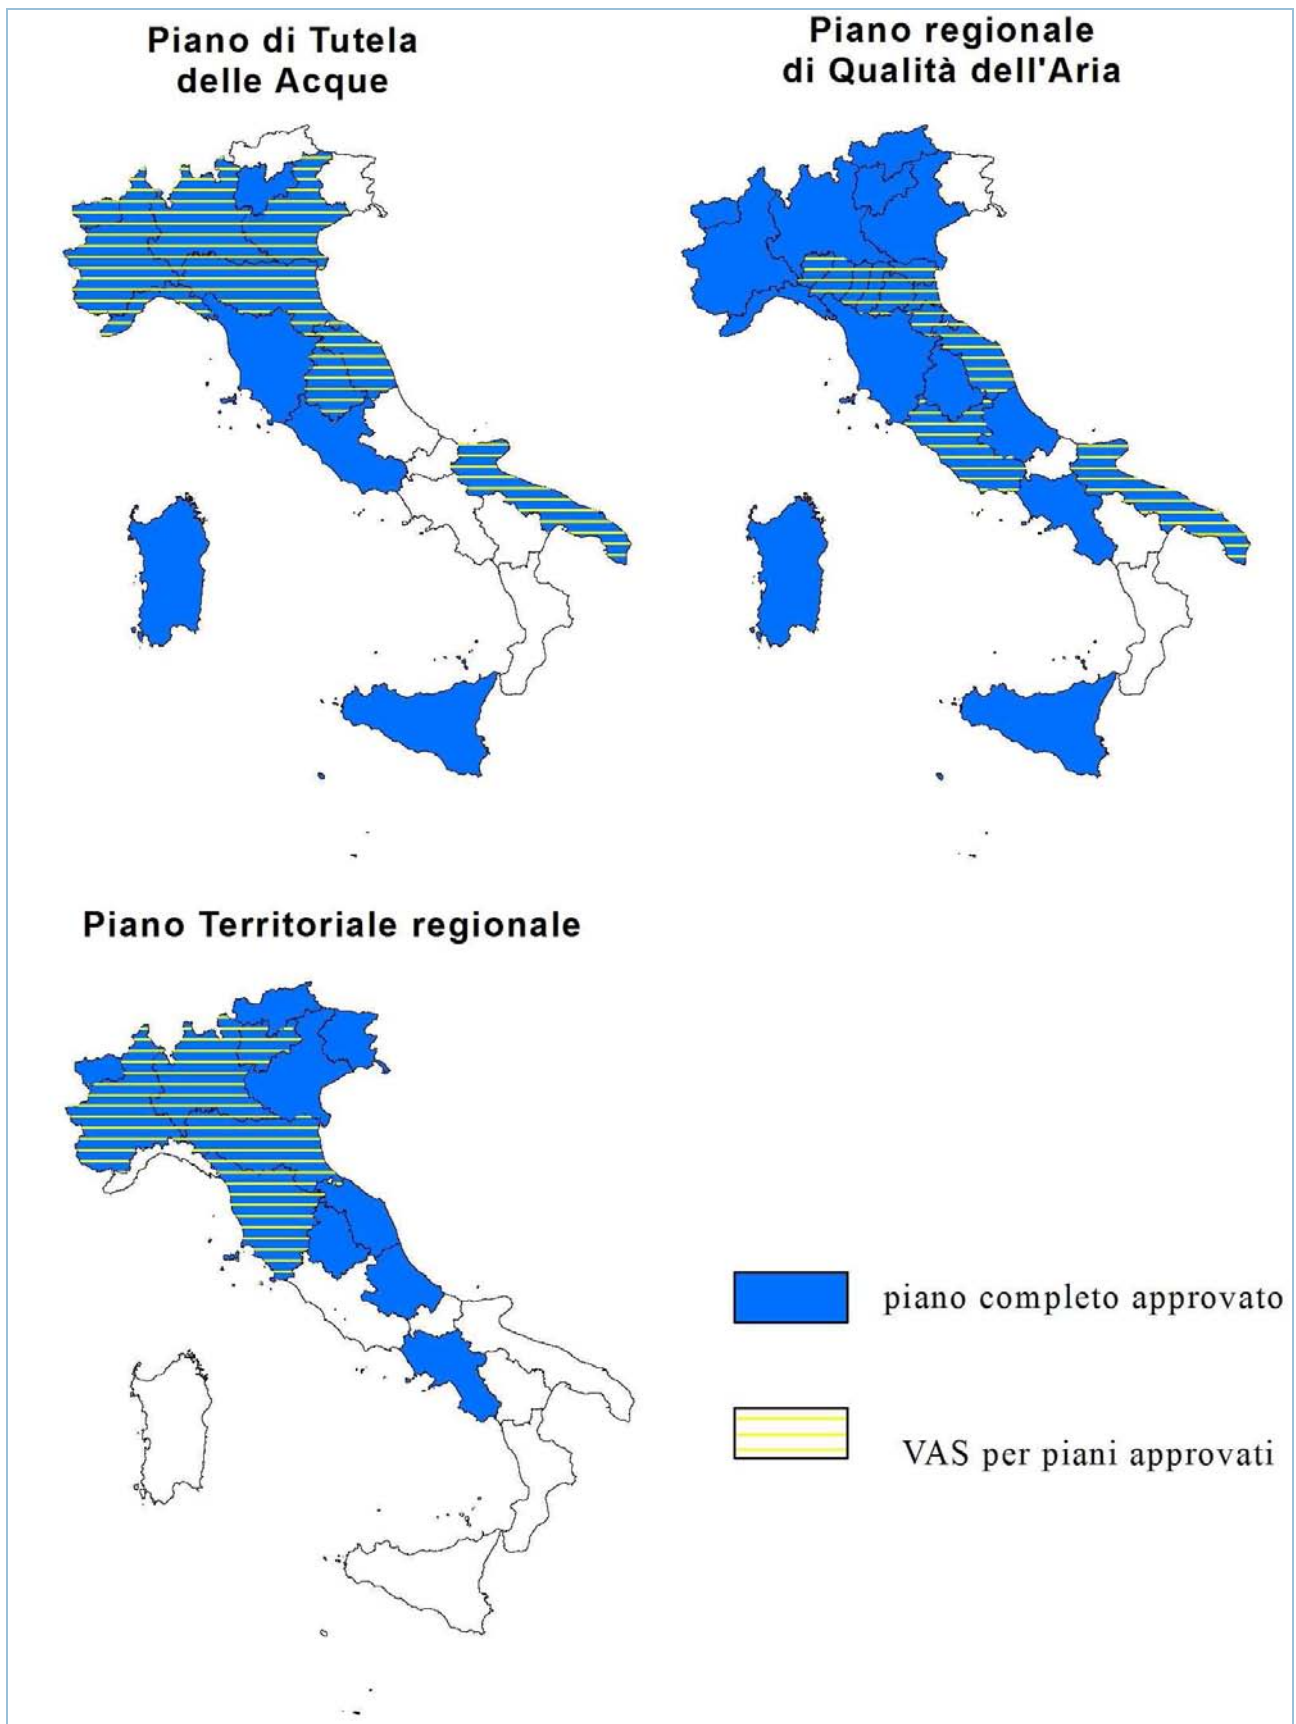 Piano di Tutela
delle Acque
Piano regionale
di Qualità dell'Aria
Piano Territoriale regionale
piano completo approvato
VAS per piani approvati